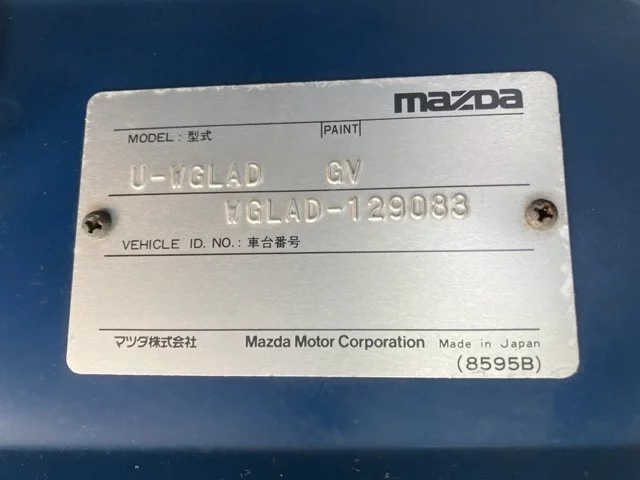 mazda
MODEL : 型式 PAINT
U-WGLAD GV
WGLAD-129083
VEHICLE ID. NO. : 車台番号
マツダ株式会社 Mazda Motor Corporation Made in Japan
(8595B)